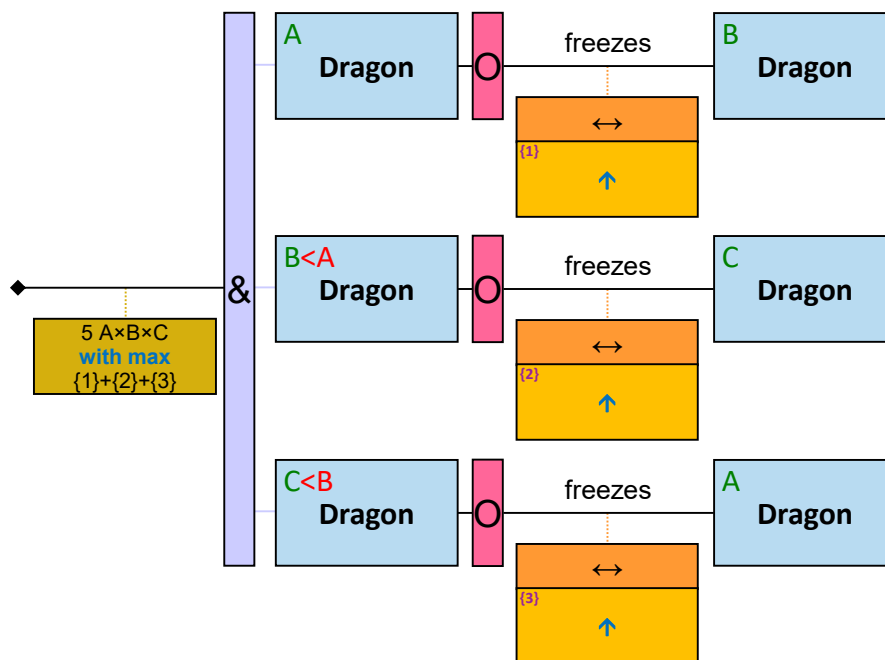 A
Dragon
O
freezes
B
Dragon
↔
{1}
↑
&
B<A
Dragon
O
freezes
C
Dragon
↔
{2}
↑
5 A×B×C
with max
{1}+{2}+{3}
C<B
Dragon
O
freezes
A
Dragon
↔
{3}
↑